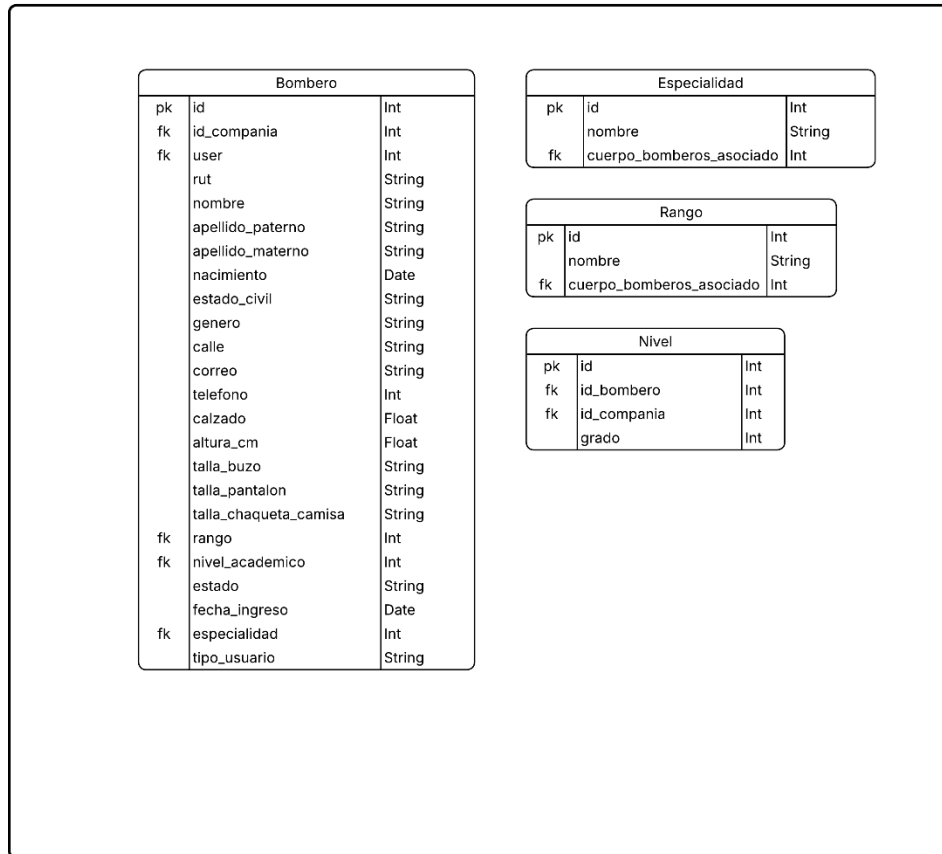 Bombero
pk id Int
fk id_compania Int
fk user Int
rut String
nombre String
apellido_paterno String
apellido_materno String
nacimiento Date
estado_civil String
genero String
calle String
correo String
telefono Int
calzado Float
altura_cm Float
talla_buzo String
talla_pantalon String
talla_chaqueta_camisa String
fk rango Int
fk nivel_academico Int
estado String
fecha_ingreso Date
fk especialidad Int
tipo_usuario String
Especialidad
pk id Int
nombre String
fk cuerpo_bomberos_asociado Int
Rango
pk id Int
nombre String
fk cuerpo_bomberos_asociado Int
Nivel
pk id Int
fk id_bombero Int
fk id_compania Int
grado Int